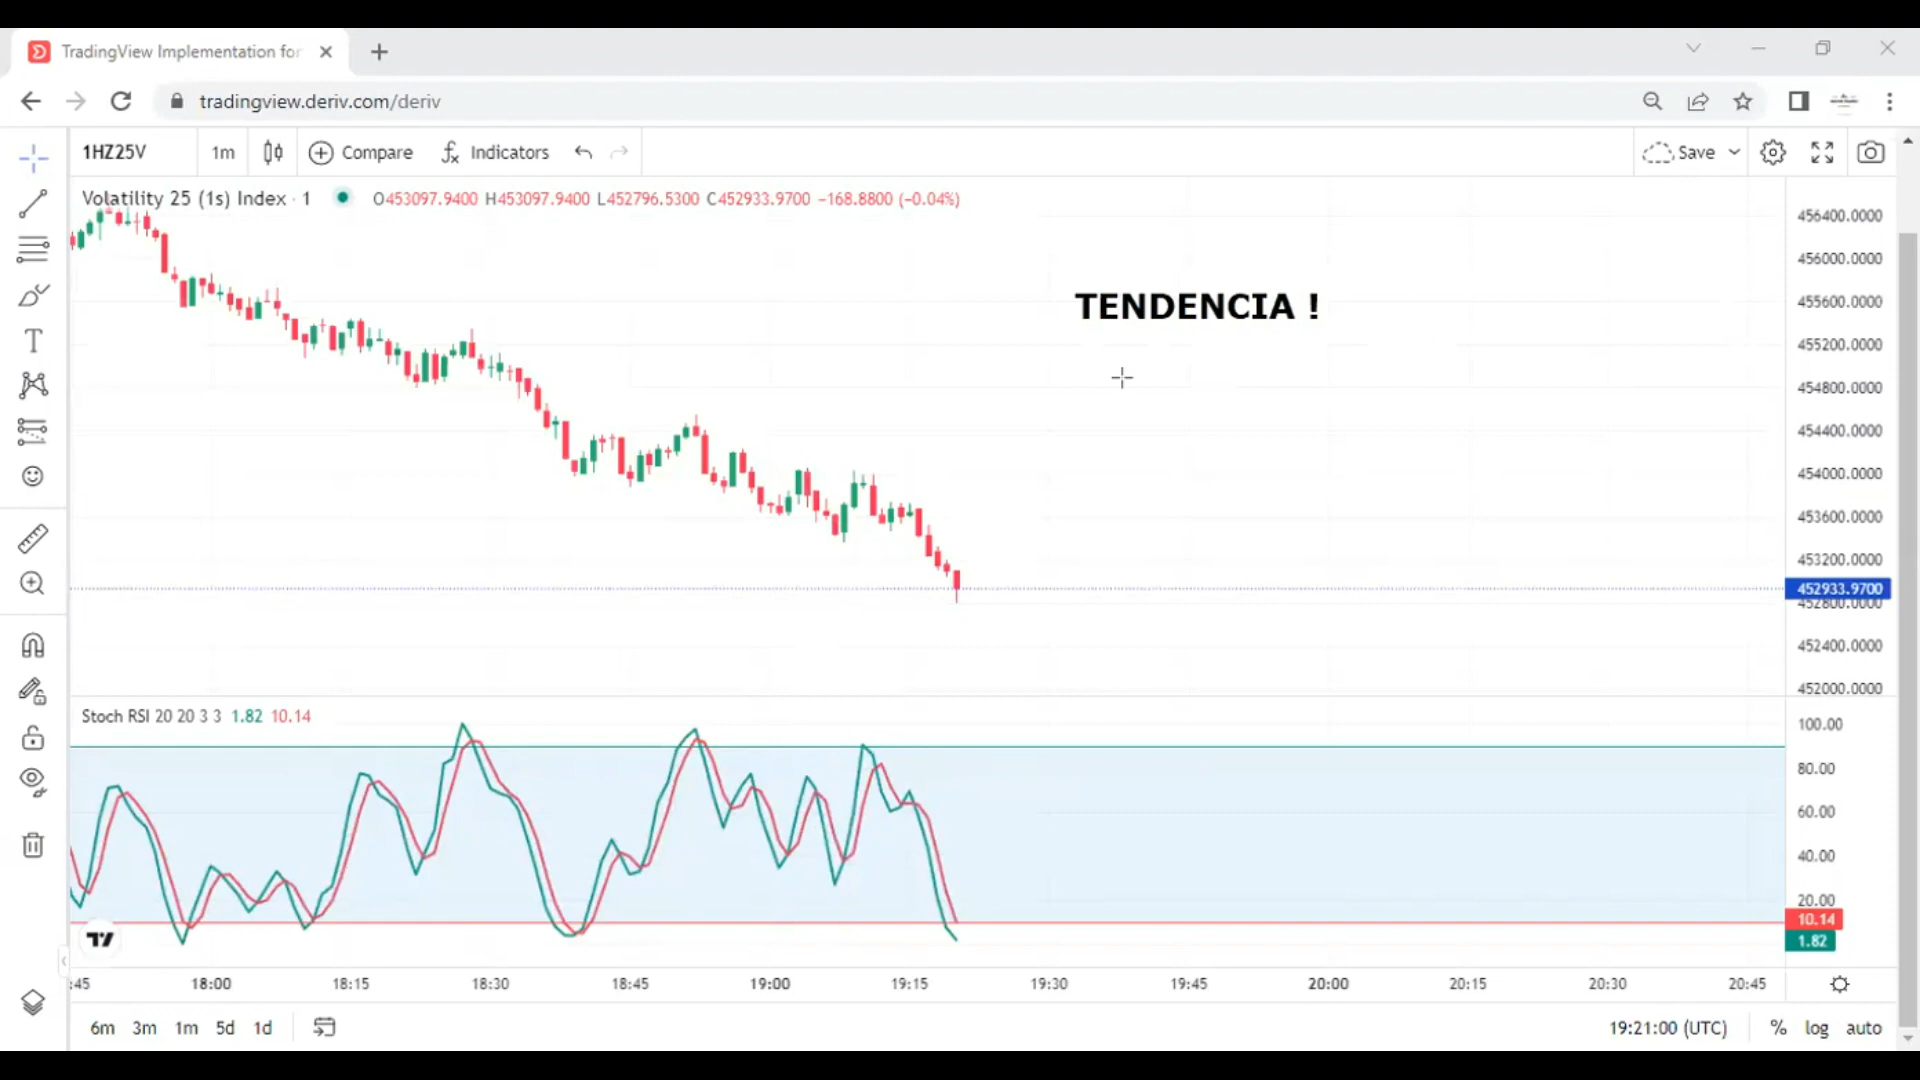 TradingView Implementation for
tradingview.deriv.com/deriv
1HZ25V 1m Compare Indicators Save
Volatility 25 (1s) Index · 1 O453097.9400 H453097.9400 L452796.5300 C452933.9700 −168.8800 (−0.04%)
456400.0000
456000.0000
TENDENCIA !
455600.0000
455200.0000
454800.0000
454400.0000
454000.0000
453600.0000
453200.0000
452933.9700
452800.0000
452400.0000
452000.0000
Stoch RSI 20 20 3 3 1.82 10.14
100.00
80.00
60.00
40.00
20.00
10.14
1.82
:45 18:00 18:15 18:30 18:45 19:00 19:15 19:30 19:45 20:00 20:15 20:30 20:45
6m 3m 1m 5d 1d 19:21:00 (UTC) % log auto